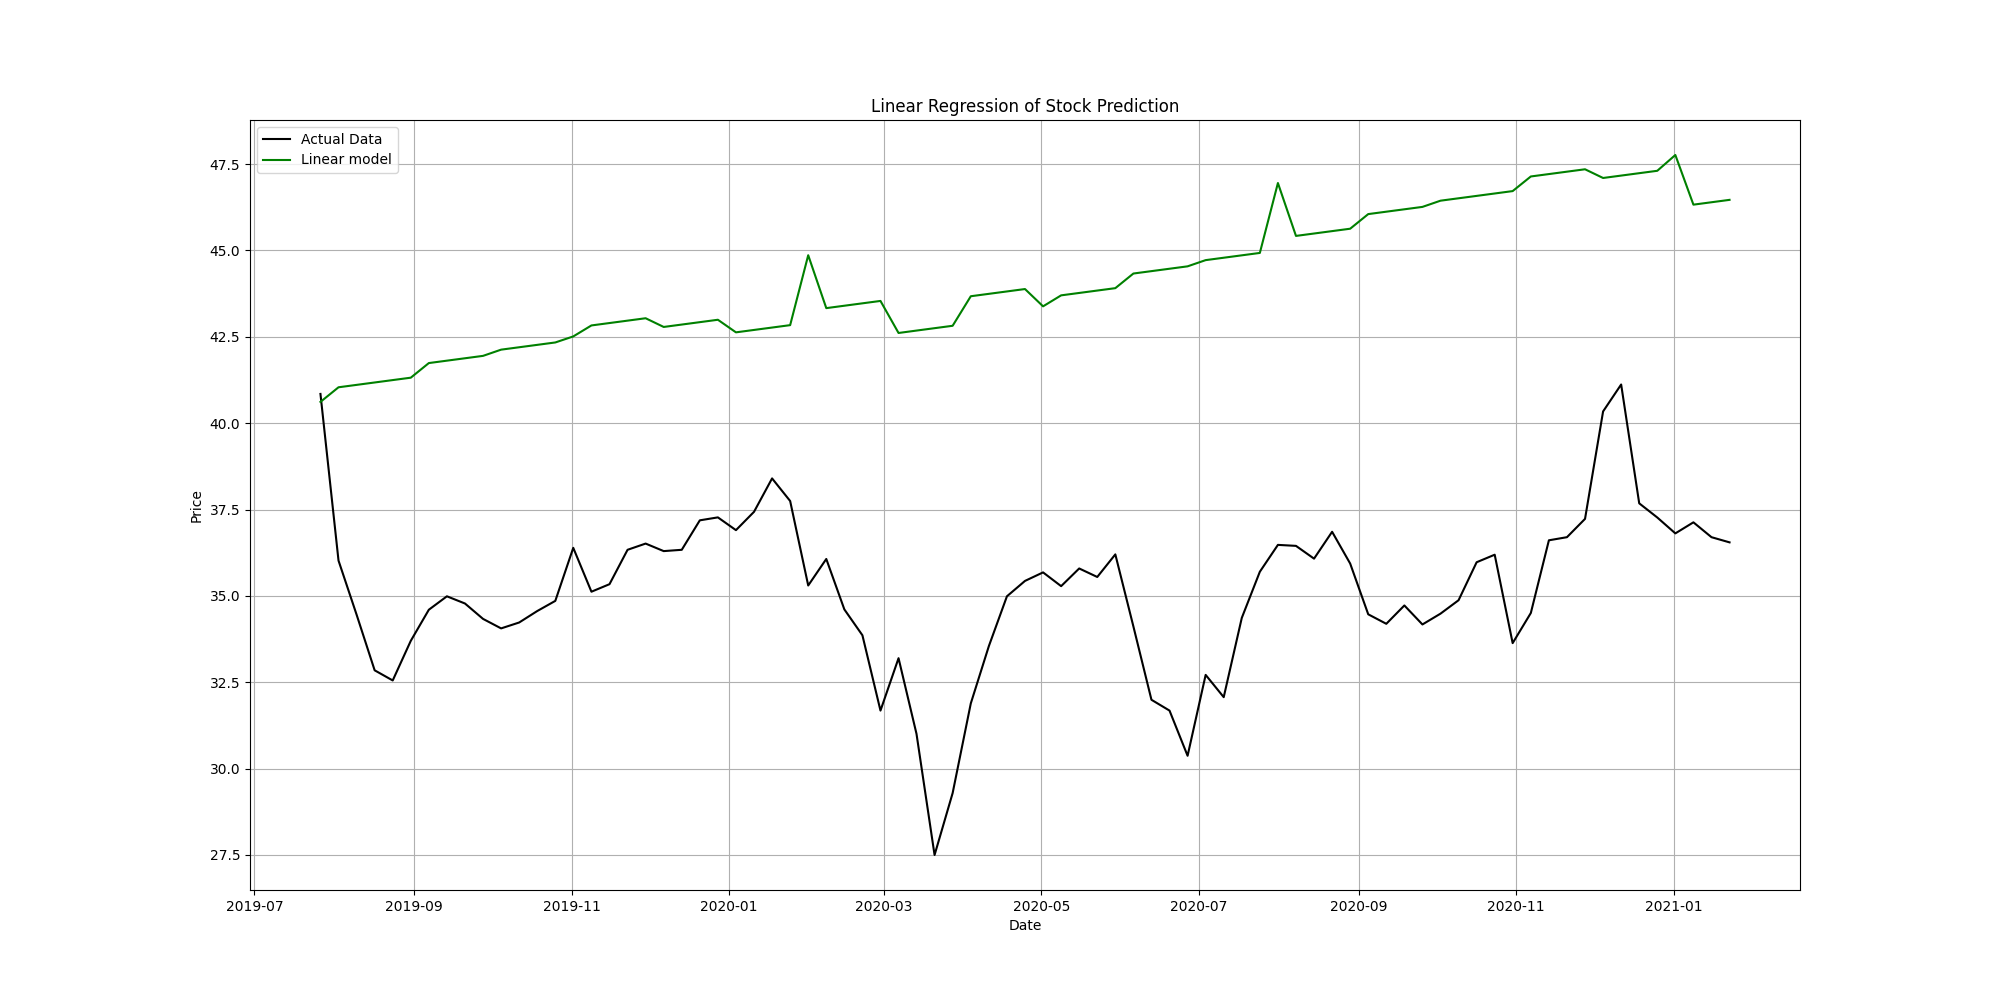 Linear Regression of Stock Prediction
Actual Data
Linear model
47.5
45.0
42.5
40.0
37.5
35.0
32.5
30.0
27.5
Price
2019-07 2019-09 2019-11 2020-01 2020-03 2020-05 2020-07 2020-09 2020-11 2021-01
Date